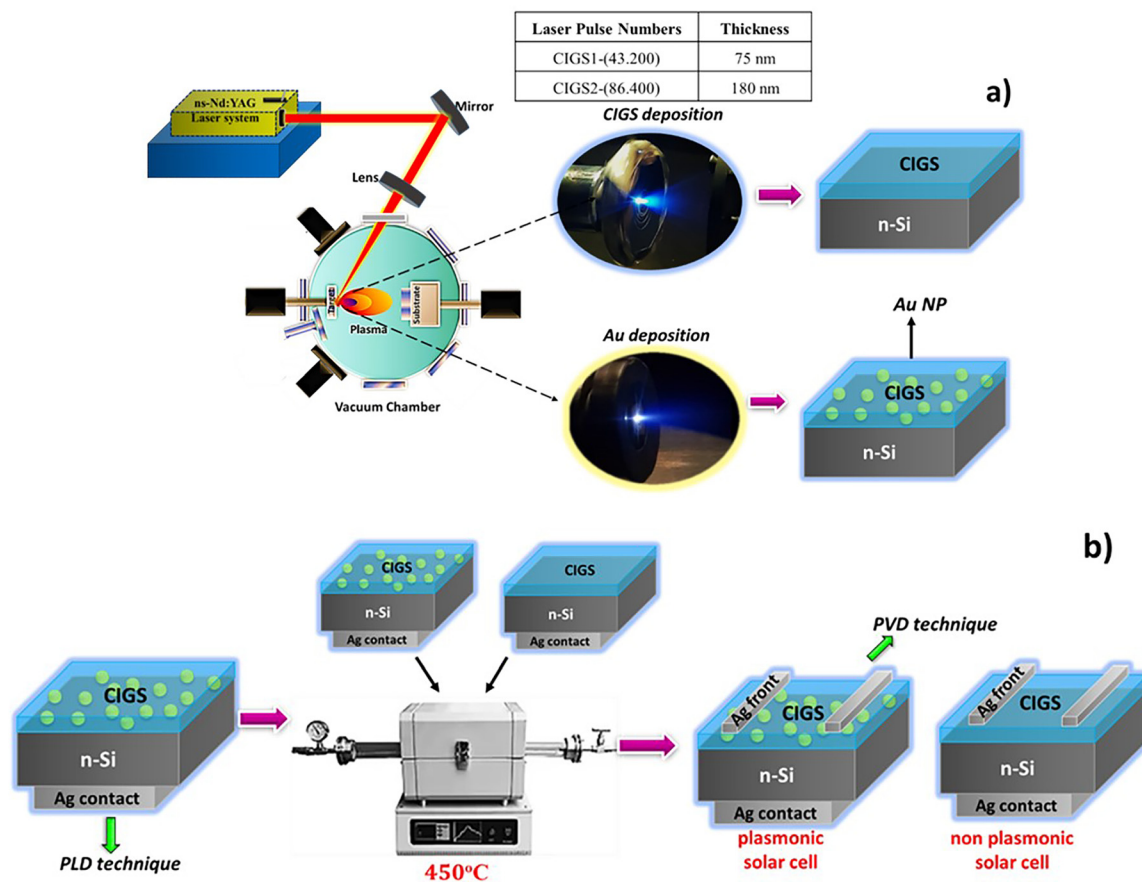 Laser Pulse Numbers Thickness
CIGS1-(43.200) 75 nm
CIGS2-(86.400) 180 nm
a)
ns-Nd:YAG
Laser system
Mirror
Lens
Target
Plasma
Substrate
Vacuum Chamber
CIGS deposition
CIGS
n-Si
Au deposition
Au NP
CIGS
n-Si
b)
CIGS
n-Si
Ag contact
CIGS
n-Si
Ag contact
CIGS
n-Si
Ag contact
PLD technique
450°C
PVD technique
Ag front
CIGS
n-Si
Ag contact
plasmonic
solar cell
Ag front
CIGS
n-Si
Ag contact
non plasmonic
solar cell